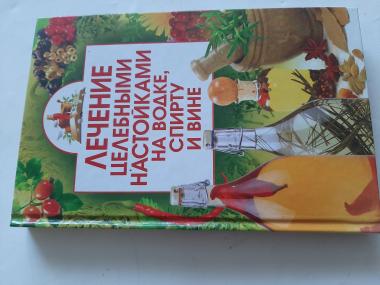 ЛЕЧЕНИЕ
ЦЕЛЕБНЫМИ
НАСТОЙКАМИ
НА ВОДКЕ,
СПИРТУ
И ВИНЕ